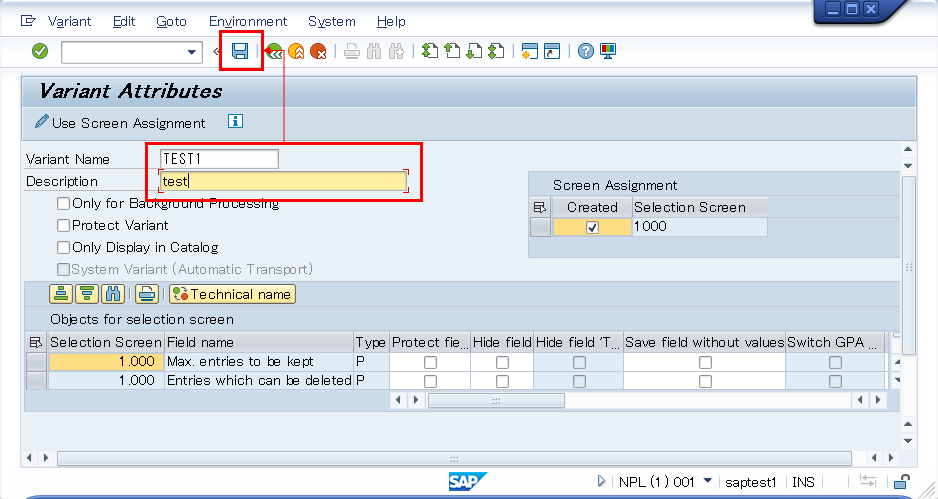 Variant Edit Goto Environment System Help
Variant Attributes
Use Screen Assignment
Variant Name TEST1
Description test
Only for Background Processing
Protect Variant
Only Display in Catalog
System Variant (Automatic Transport)
Screen Assignment
Created Selection Screen
1000
Technical name
Objects for selection screen
Selection Screen Field name Type Protect fie... Hide field Hide field 'T... Save field without values Switch GPA ...
1.000 Max. entries to be kept P
1.000 Entries which can be deleted P
SAP NPL (1) 001 saptest1 INS